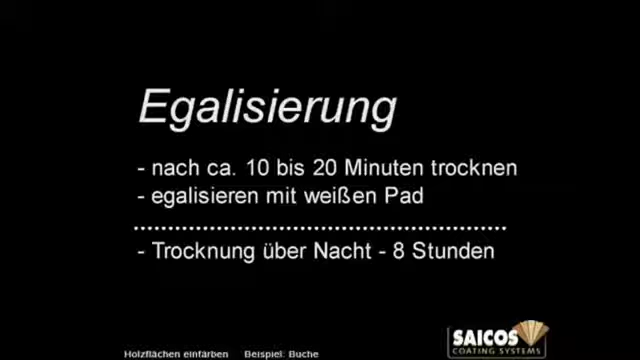 Egalisierung
- nach ca. 10 bis 20 Minuten trocknen
- egalisieren mit weißen Pad
- Trocknung über Nacht - 8 Stunden
SAICOS
COATING SYSTEMS
Holzflächen einfärben Beispiel: Buche